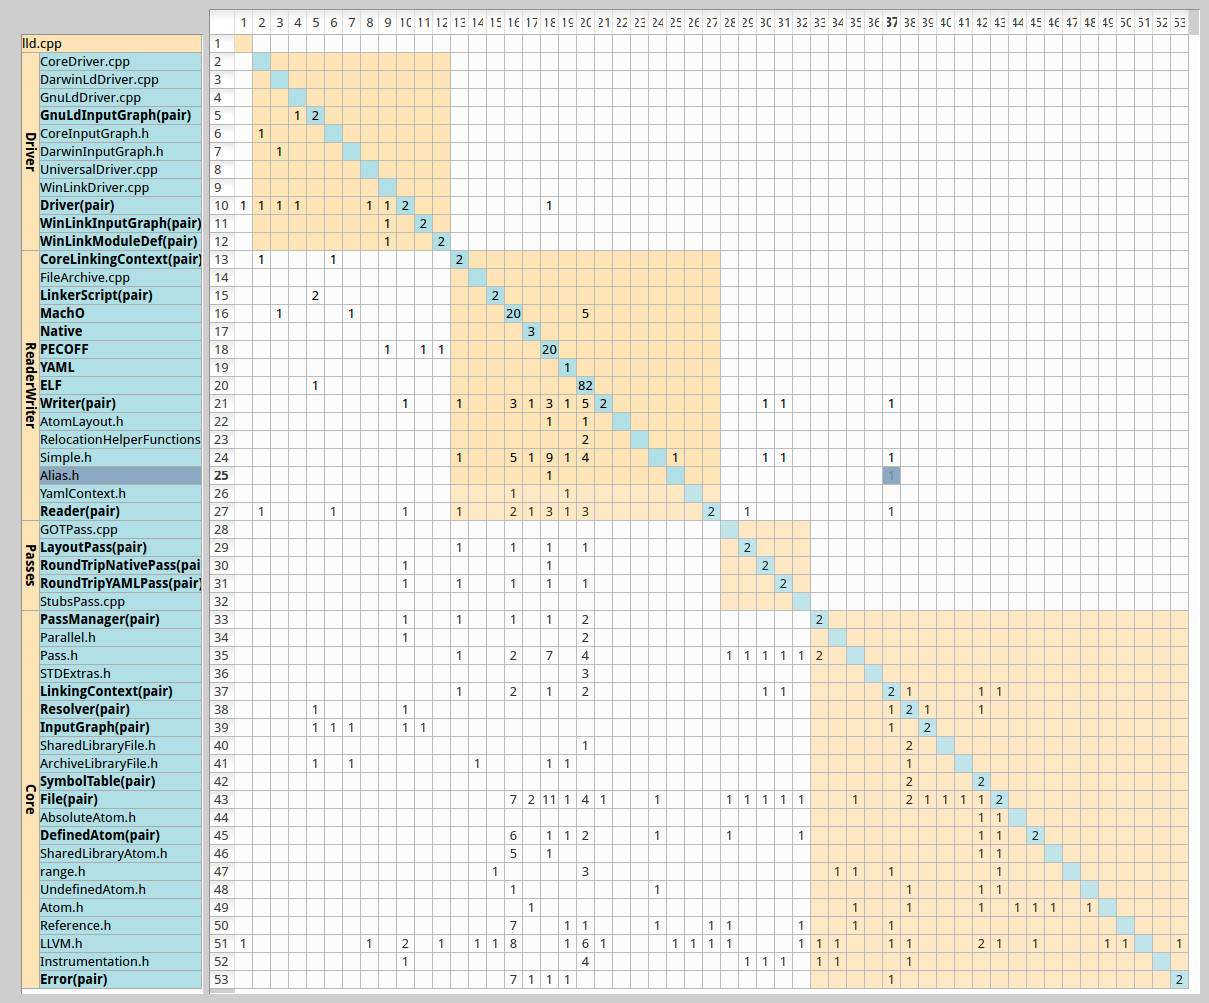 1 2 3 4 5 6 7 8 9 10 11 12 13 14 15 16 17 18 19 20 21 22 23 24 25 26 27 28 29 30 31 32 33 34 35 36 37 38 39 40 41 42 43 44 45 46 47 48 49 50 51 52 53
lld.cpp 1
Driver
CoreDriver.cpp 2
DarwinLdDriver.cpp 3
GnuLdDriver.cpp 4
GnuLdInputGraph(pair) 5 1 2
CoreInputGraph.h 6 1
DarwinInputGraph.h 7 1
UniversalDriver.cpp 8
WinLinkDriver.cpp 9
Driver(pair) 10 1 1 1 1 1 1 2 1
WinLinkInputGraph(pair) 11 1 2
WinLinkModuleDef(pair) 12 1 2
ReaderWriter
CoreLinkingContext(pair) 13 1 1 2
FileArchive.cpp 14
LinkerScript(pair) 15 2 2
MachO 16 1 1 20 5
Native 17 3
PECOFF 18 1 1 1 20
YAML 19 1
ELF 20 1 82
Writer(pair) 21 1 1 3 1 3 1 5 2 1 1 1
AtomLayout.h 22 1 1
RelocationHelperFunctions 23 2
Simple.h 24 1 5 1 9 1 4 1 1 1 1
Alias.h 25 1 1
YamlContext.h 26 1 1
Reader(pair) 27 1 1 1 1 2 1 3 1 3 2 1 1
Passes
GOTPass.cpp 28
LayoutPass(pair) 29 1 1 1 1 2
RoundTripNativePass(pai 30 1 1 2
RoundTripYAMLPass(pair) 31 1 1 1 1 1 2
StubsPass.cpp 32
Core
PassManager(pair) 33 1 1 1 1 2 2
Parallel.h 34 1 2
Pass.h 35 1 2 7 4 1 1 1 1 1 2
STDExtras.h 36 3
LinkingContext(pair) 37 1 2 1 2 1 1 2 1 1 1
Resolver(pair) 38 1 1 1 2 1 1
InputGraph(pair) 39 1 1 1 1 1 1 2
SharedLibraryFile.h 40 1 2
ArchiveLibraryFile.h 41 1 1 1 1 1 1
SymbolTable(pair) 42 2 2
File(pair) 43 7 2 11 1 4 1 1 1 1 1 1 1 1 2 1 1 1 1 2
AbsoluteAtom.h 44 1 1
DefinedAtom(pair) 45 6 1 1 2 1 1 1 1 1 2
SharedLibraryAtom.h 46 5 1 1 1
range.h 47 1 3 1 1 1 1
UndefinedAtom.h 48 1 1 1 1 1
Atom.h 49 1 1 1 1 1 1 1 1
Reference.h 50 7 1 1 1 1 1 1 1 1
LLVM.h 51 1 1 2 1 1 1 8 1 6 1 1 1 1 1 1 1 1 1 1 2 1 1 1 1 1
Instrumentation.h 52 1 4 1 1 1 1 1 1
Error(pair) 53 7 1 1 1 1 2